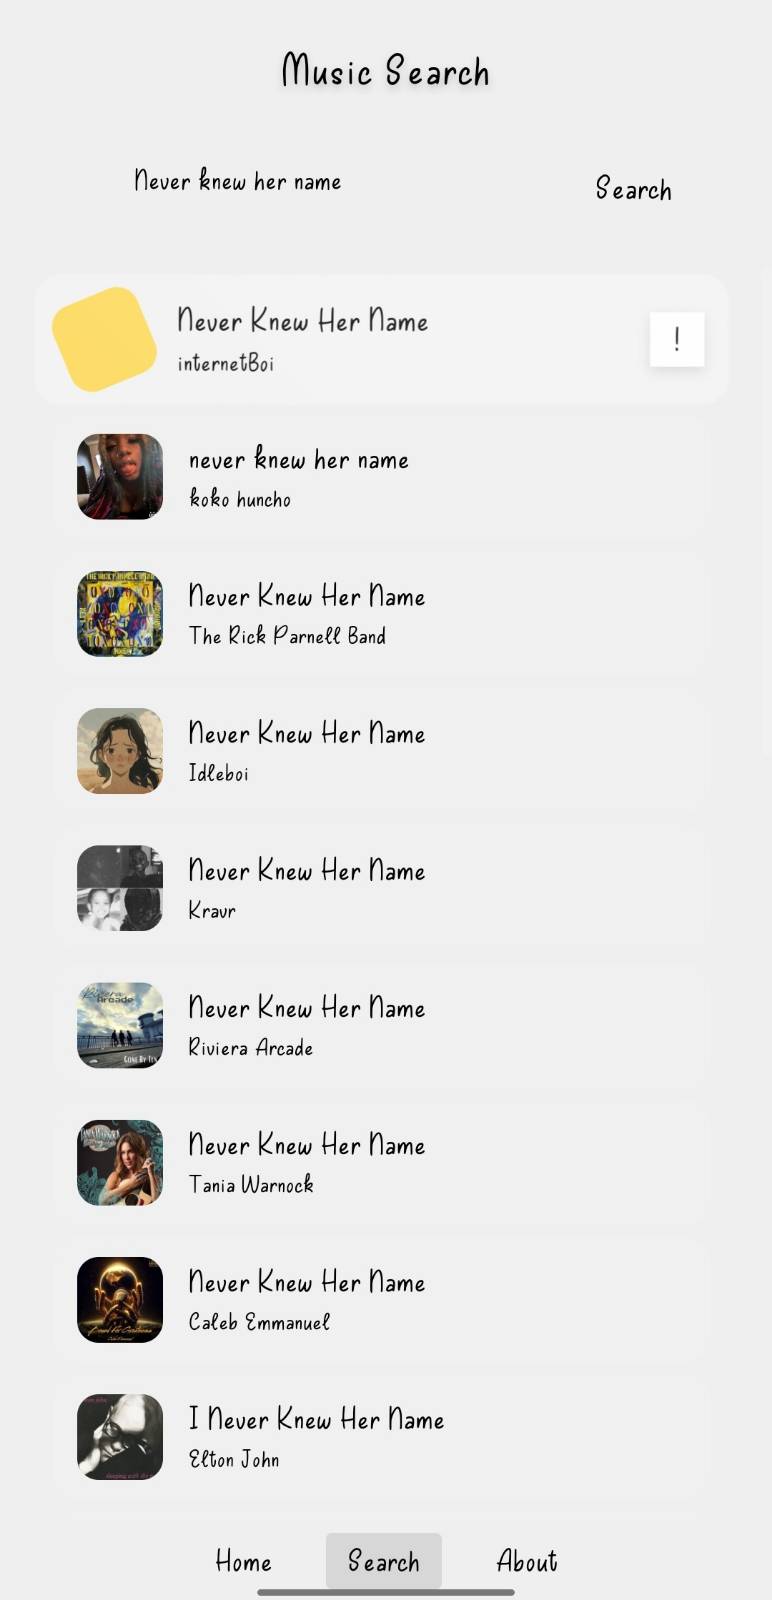 Music Search
Never knew her name
Search
Never Knew Her Name
internetBoi
!
never knew her name
koko huncho
Never Knew Her Name
The Rick Parnell Band
Never Knew Her Name
Idleboi
Never Knew Her Name
Kravr
Riviera
Arcade
Never Knew Her Name
Riviera Arcade
Never Knew Her Name
Tania Warnock
Never Knew Her Name
Caleb Emmanuel
I Never Knew Her Name
Elton John
Home
Search
About